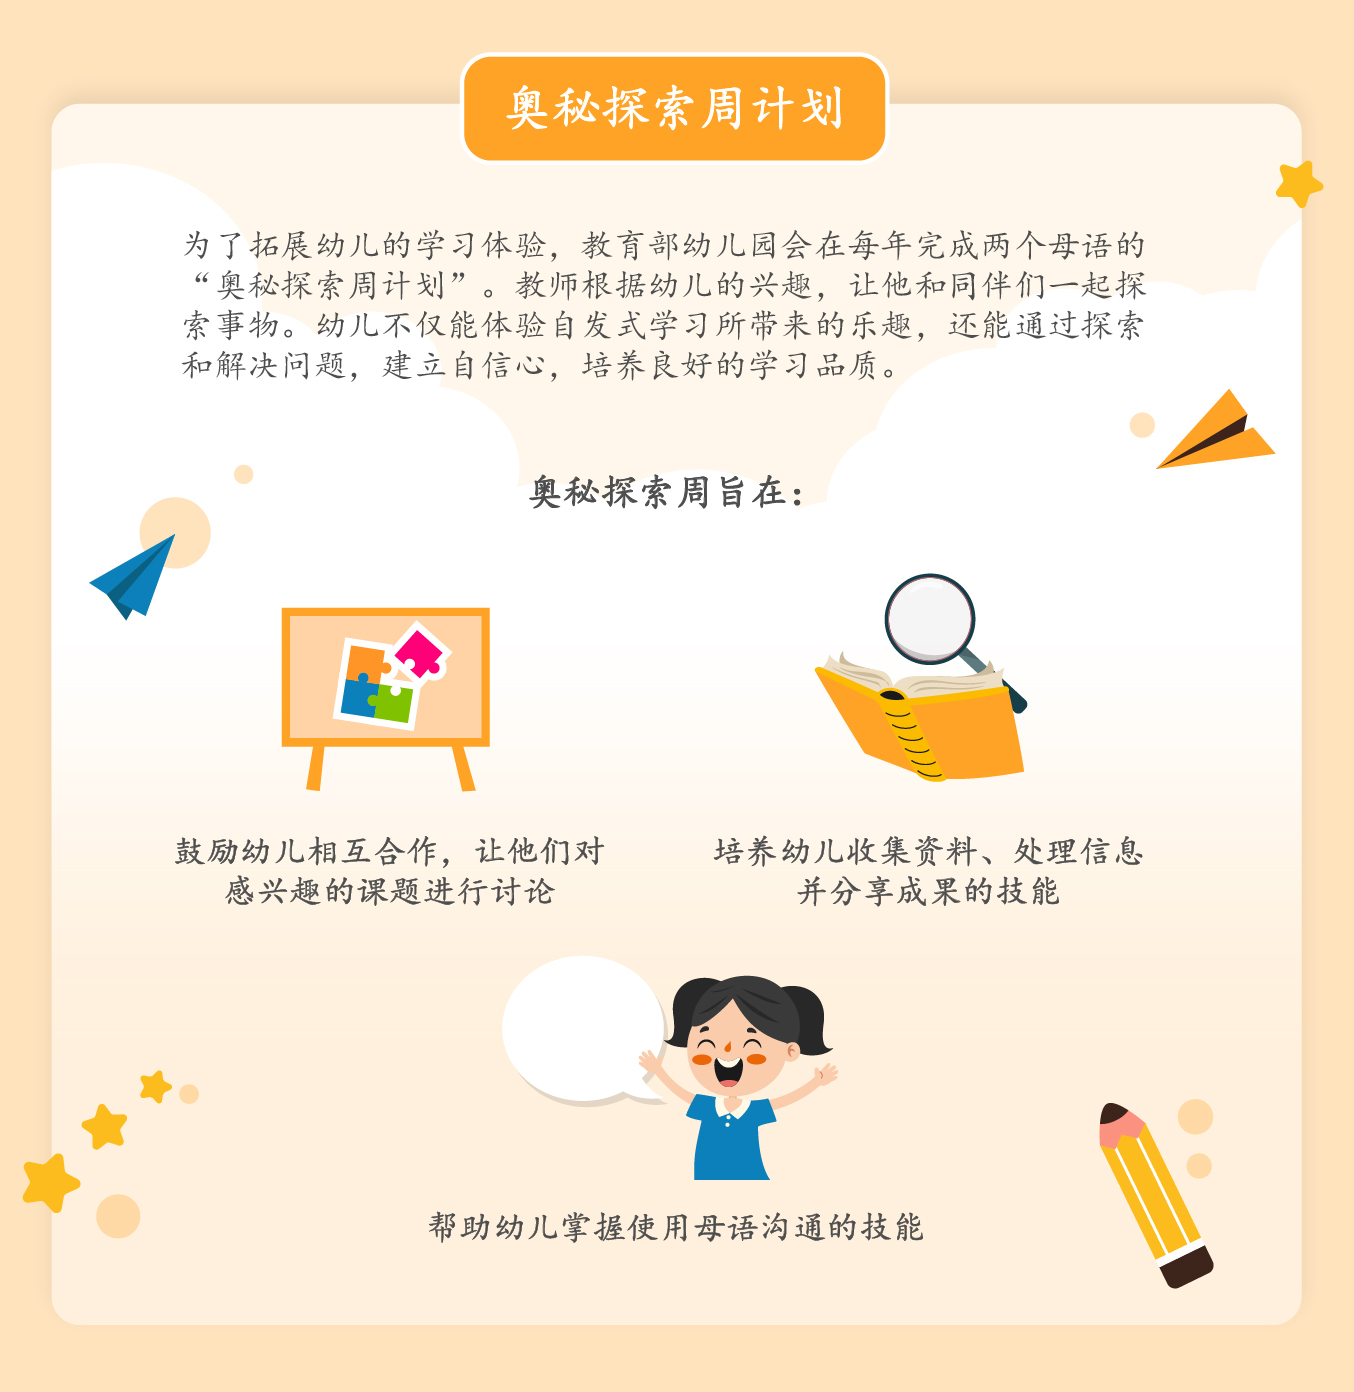 奥秘探索周计划
为了拓展幼儿的学习体验，教育部幼儿园会在每年完成两个母语的
“奥秘探索周计划”。教师根据幼儿的兴趣，让他和同伴们一起探
索事物。幼儿不仅能体验自发式学习所带来的乐趣，还能通过探索
和解决问题，建立自信心，培养良好的学习品质。
奥秘探索周旨在：
鼓励幼儿相互合作，让他们对
感兴趣的课题进行讨论
培养幼儿收集资料、处理信息
并分享成果的技能
帮助幼儿掌握使用母语沟通的技能